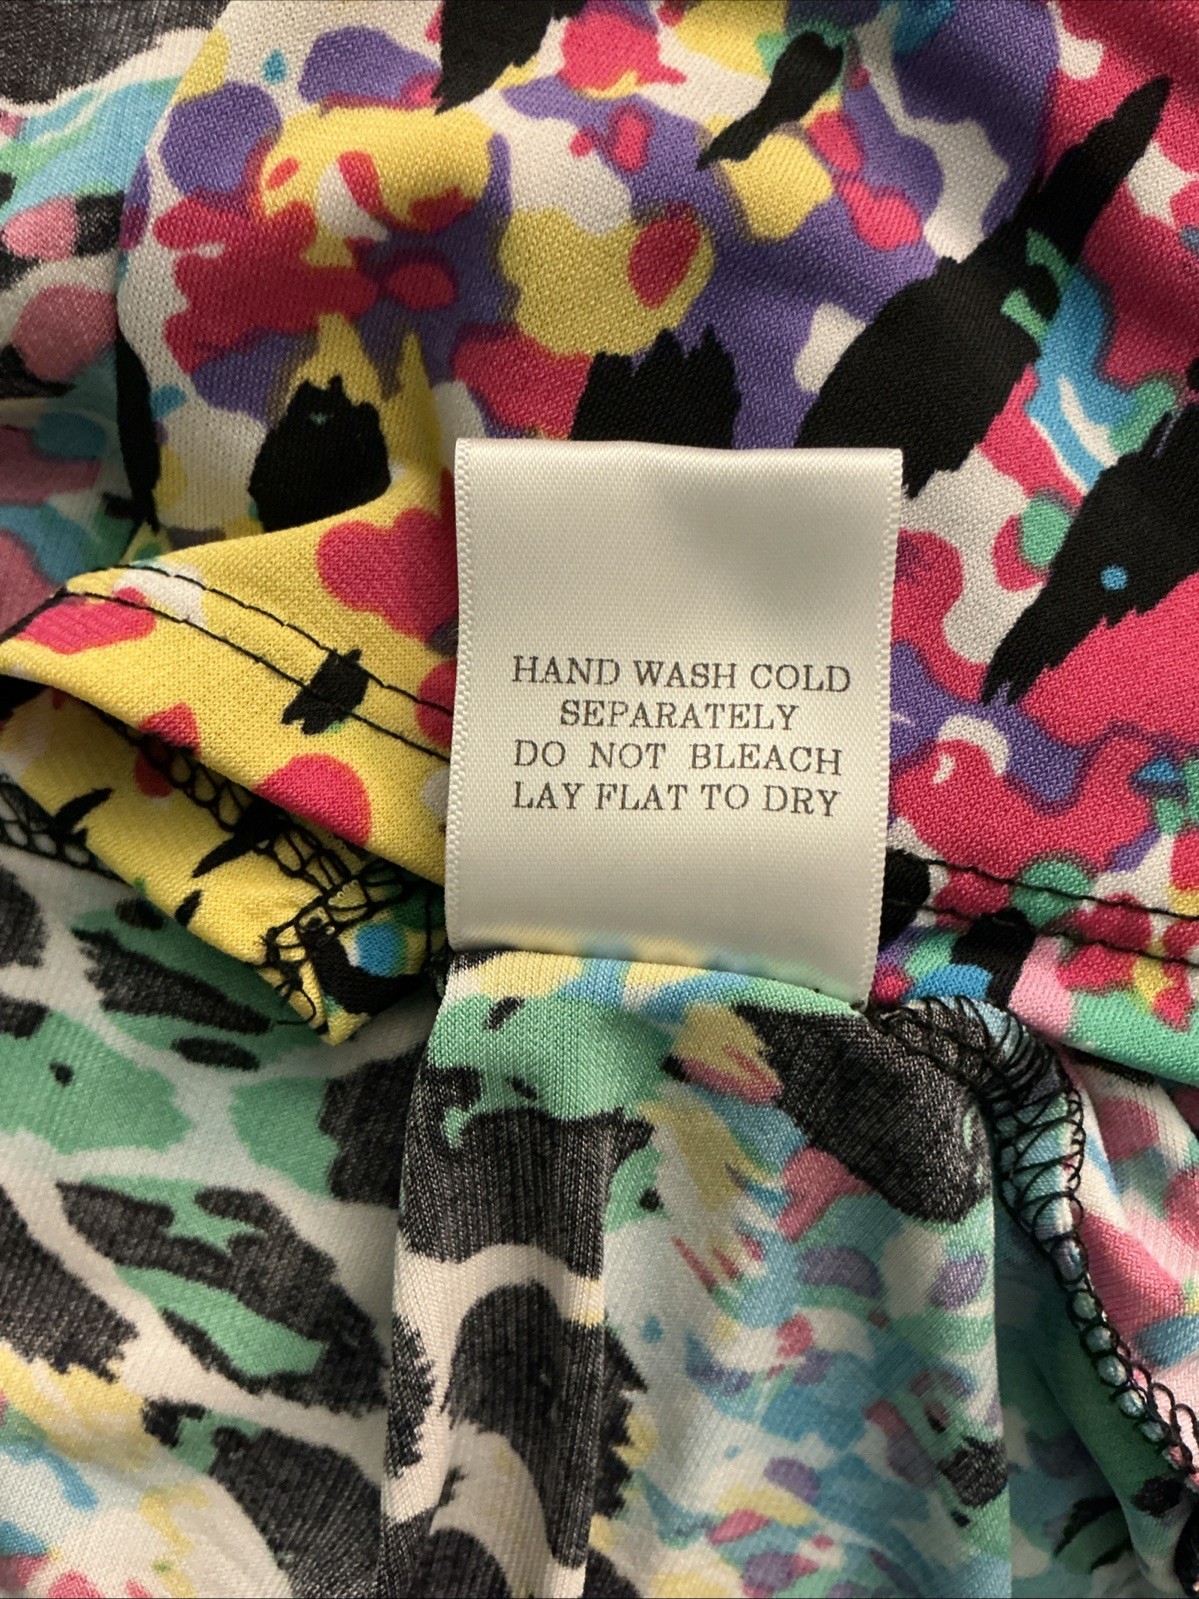 HAND WASH COLD
SEPARATELY
DO NOT BLEACH
LAY FLAT TO DRY